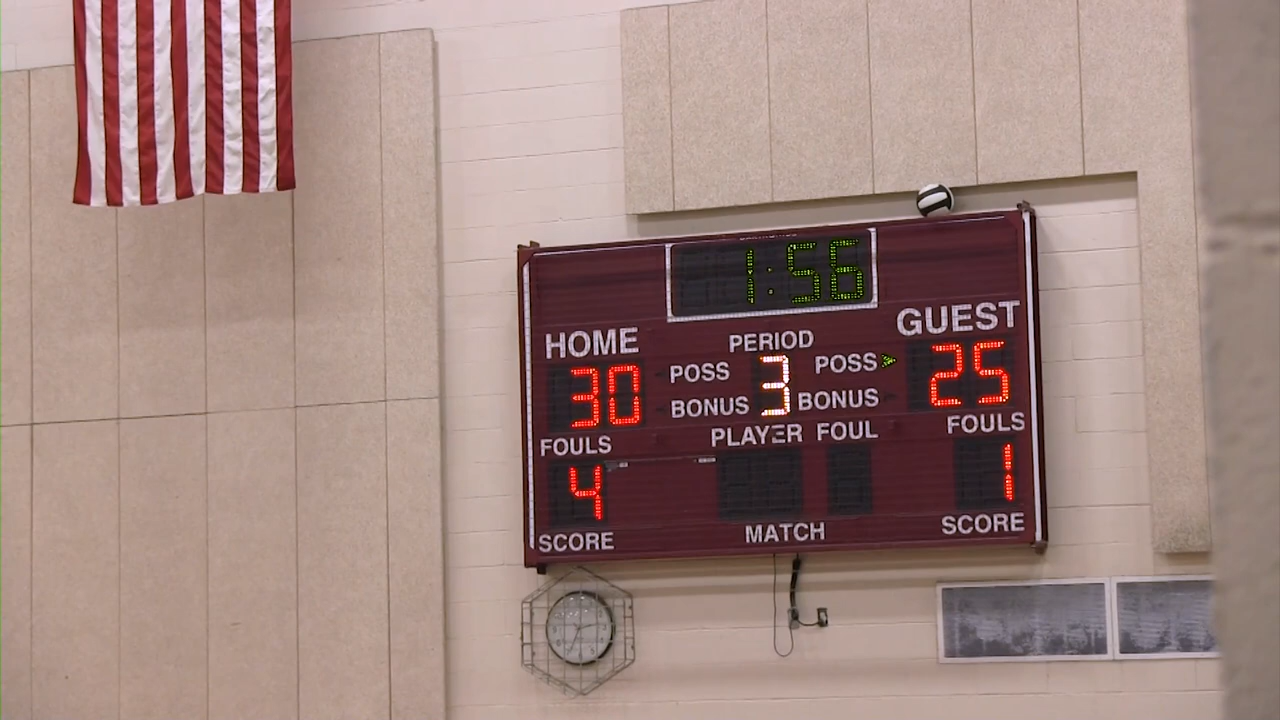 1:56
HOME PERIOD GUEST
30 POSS 3 POSS 25
BONUS BONUS
FOULS PLAYER FOUL FOULS
4 1
SCORE MATCH SCORE